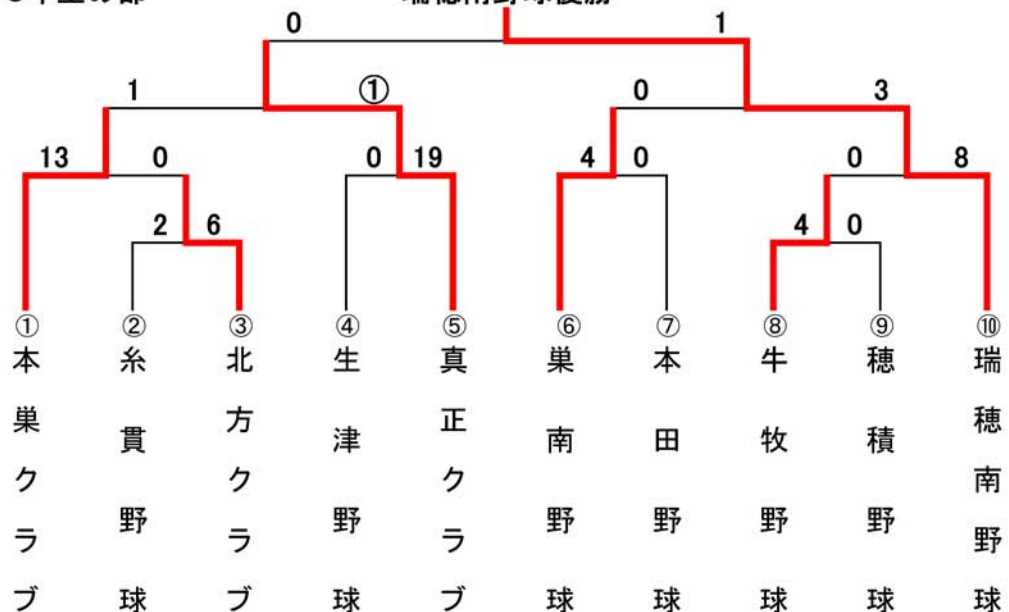 0 1
1 ① 0 3
13 0 0 19 4 0 0 8
2 6 4 0
① ② ③ ④ ⑤ ⑥ ⑦ ⑧ ⑨ ⑩
本巣クラブ
糸貫野球
北方クラブ
生津野球
真正クラブ
巣南野球
本田野球
牛牧野球
穂積野球
瑞穂南野球